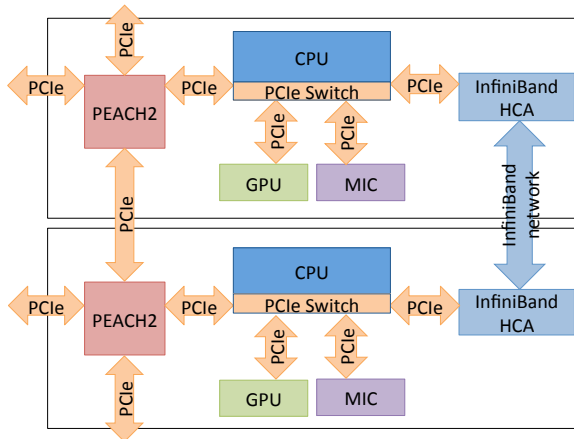 PCIe
CPU
PCIe
PCIe
PCIe
InfiniBand
HCA
PEACH2
PCIe Switch
PCIe
PCIe
GPU
MIC
PCIe
InfiniBand
network
CPU
PCIe
PEACH2
PCIe
PCIe Switch
PCIe
InfiniBand
HCA
PCIe
PCIe
PCIe
GPU
MIC